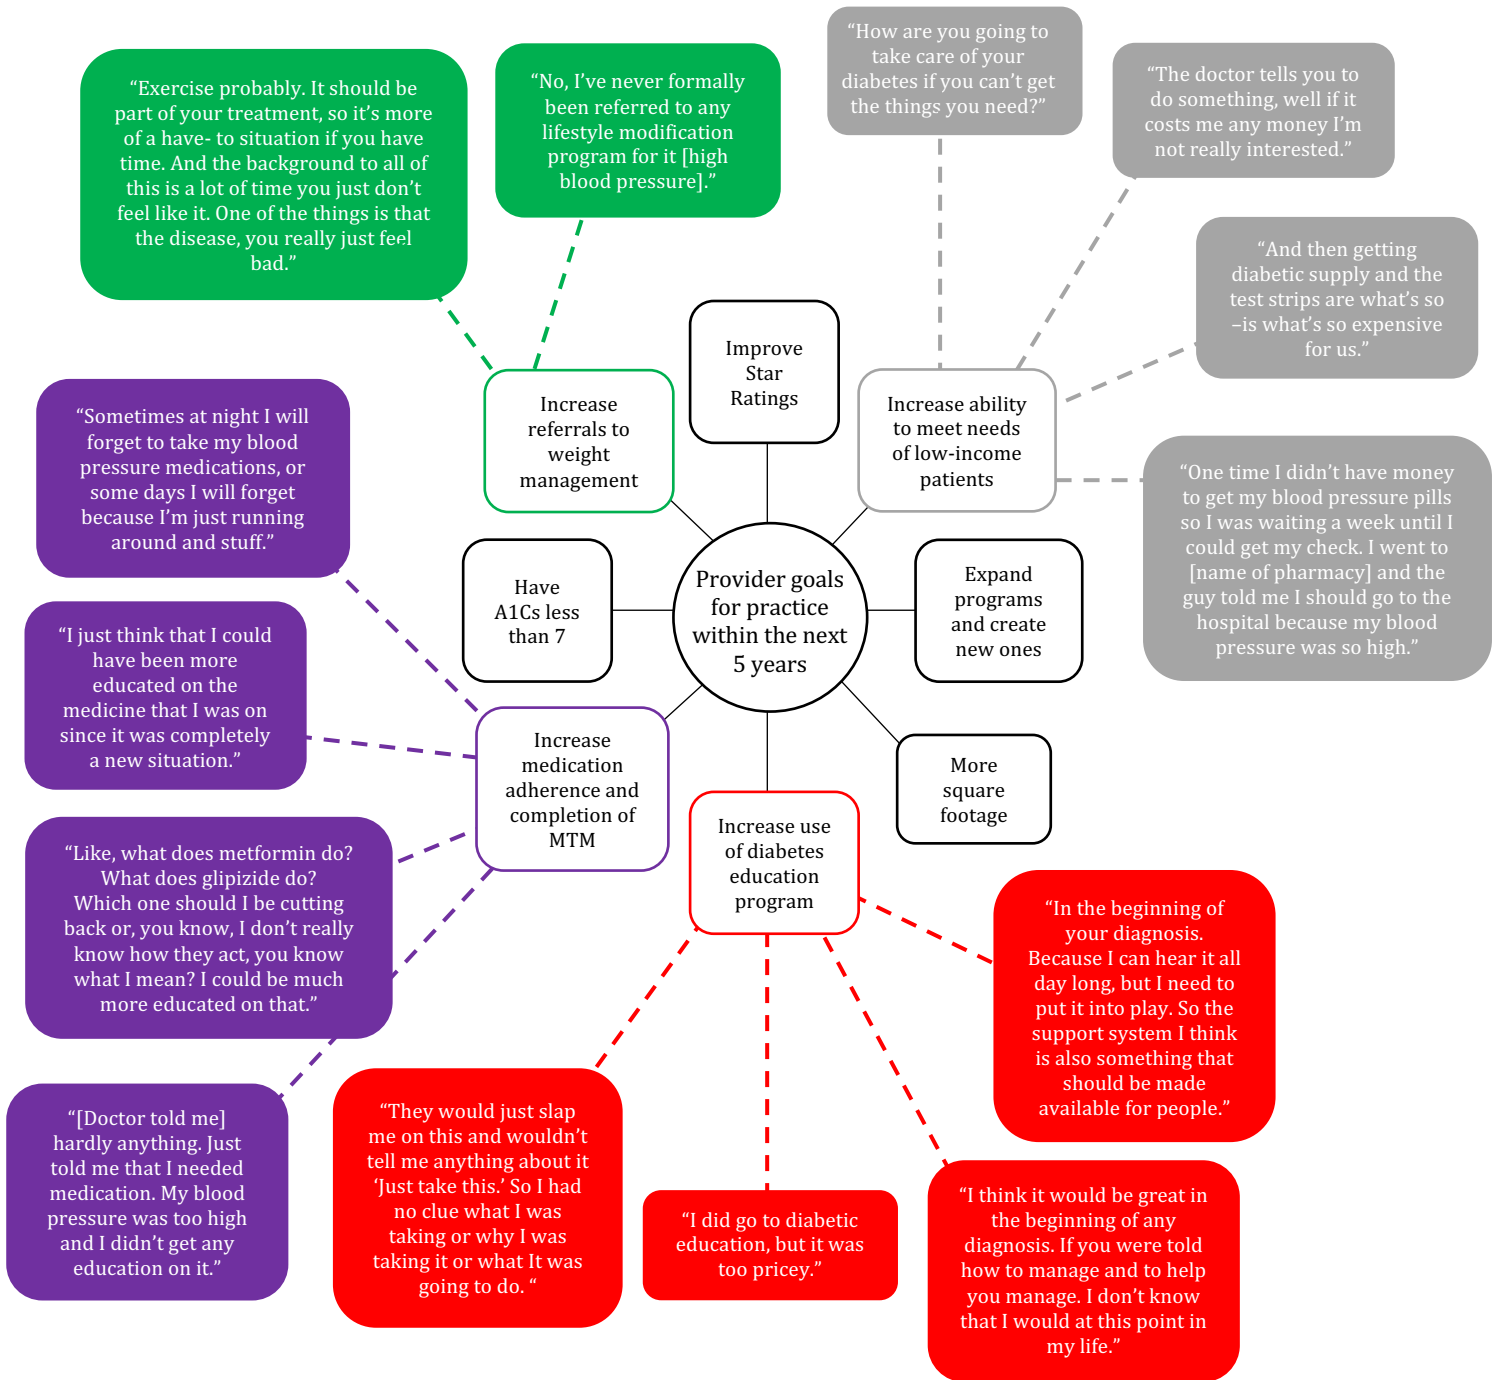 “Exercise probably. It should be
part of your treatment, so it’s more
of a have- to situation if you have
time. And the background to all of
this is a lot of time you just don’t
feel like it. One of the things is that
the disease, you really just feel
bad.”
“No, I’ve never formally
been referred to any
lifestyle modification
program for it [high
blood pressure].”
“How are you going to
take care of your
diabetes if you can’t get
the things you need?”
“The doctor tells you to
do something, well if it
costs me any money I’m
not really interested.”
“And then getting
diabetic supply and the
test strips are what’s so
–is what’s so expensive
for us.”
“One time I didn’t have money
to get my blood pressure pills
so I was waiting a week until I
could get my check. I went to
[name of pharmacy] and the
guy told me I should go to the
hospital because my blood
pressure was so high.”
Increase
referrals to
weight
management
Improve
Star
Ratings
Increase ability
to meet needs
of low-income
patients
Have
A1Cs less
than 7
Provider goals
for practice
within the next
5 years
Expand
programs
and create
new ones
Increase
medication
adherence and
completion of
MTM
Increase use
of diabetes
education
program
More
square
footage
“Sometimes at night I will
forget to take my blood
pressure medications, or
some days I will forget
because I’m just running
around and stuff.”
“I just think that I could
have been more
educated on the
medicine that I was on
since it was completely
a new situation.”
“Like, what does metformin do?
What does glipizide do?
Which one should I be cutting
back or, you know, I don’t really
know how they act, you know
what I mean? I could be much
more educated on that.”
“[Doctor told me]
hardly anything. Just
told me that I needed
medication. My blood
pressure was too high
and I didn’t get any
education on it.”
“They would just slap
me on this and wouldn’t
tell me anything about it
‘Just take this.’ So I had
no clue what I was
taking or why I was
taking it or what It was
going to do. “
“I did go to diabetic
education, but it was
too pricey.”
“I think it would be great in
the beginning of any
diagnosis. If you were told
how to manage and to help
you manage. I don’t know
that I would at this point in
my life.”
“In the beginning of
your diagnosis.
Because I can hear it all
day long, but I need to
put it into play. So the
support system I think
is also something that
should be made
available for people.”